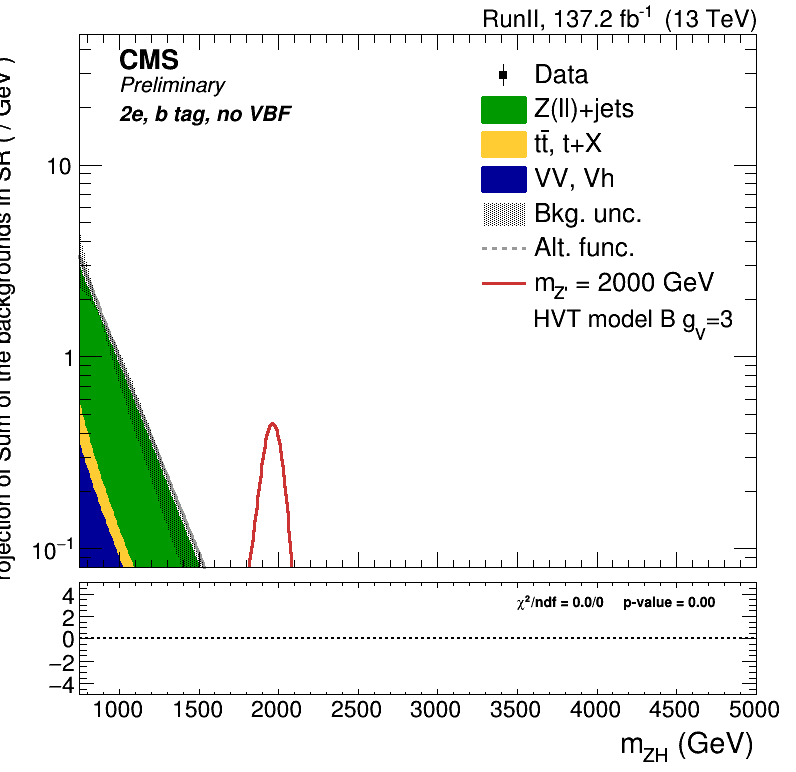 RunII, 137.2 fb⁻¹ (13 TeV)
CMS
Preliminary
2e, b tag, no VBF
Data
Z(ll)+jets
tt̄, t+X
VV, Vh
Bkg. unc.
Alt. func.
m_Z' = 2000 GeV
HVT model B g_V=3
rojection of Sum of the backgrounds in SR ( / GeV )
10
1
10⁻¹
χ²/ndf = 0.0/0 p-value = 0.00
4
2
0
−2
−4
1000 1500 2000 2500 3000 3500 4000 4500 5000
m_ZH (GeV)